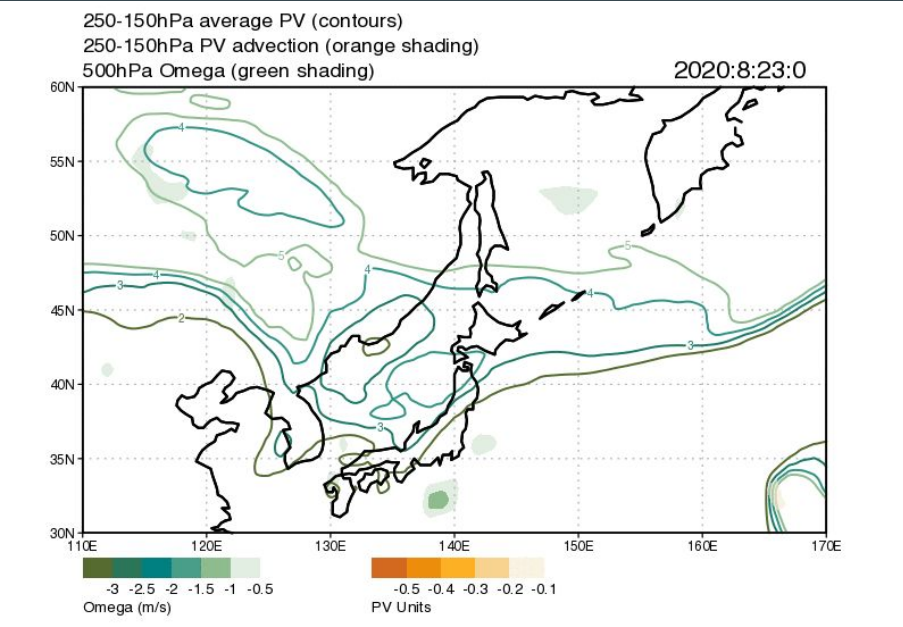 250-150hPa average PV (contours)
250-150hPa PV advection (orange shading)
500hPa Omega (green shading)
2020:8:23:0
60N
55N
50N
45N
40N
35N
30N
4
5
5
4
4
3
4
2
3
3
110E 120E 130E 140E 150E 160E 170E
-3 -2.5 -2 -1.5 -1 -0.5
Omega (m/s)
-0.5 -0.4 -0.3 -0.2 -0.1
PV Units